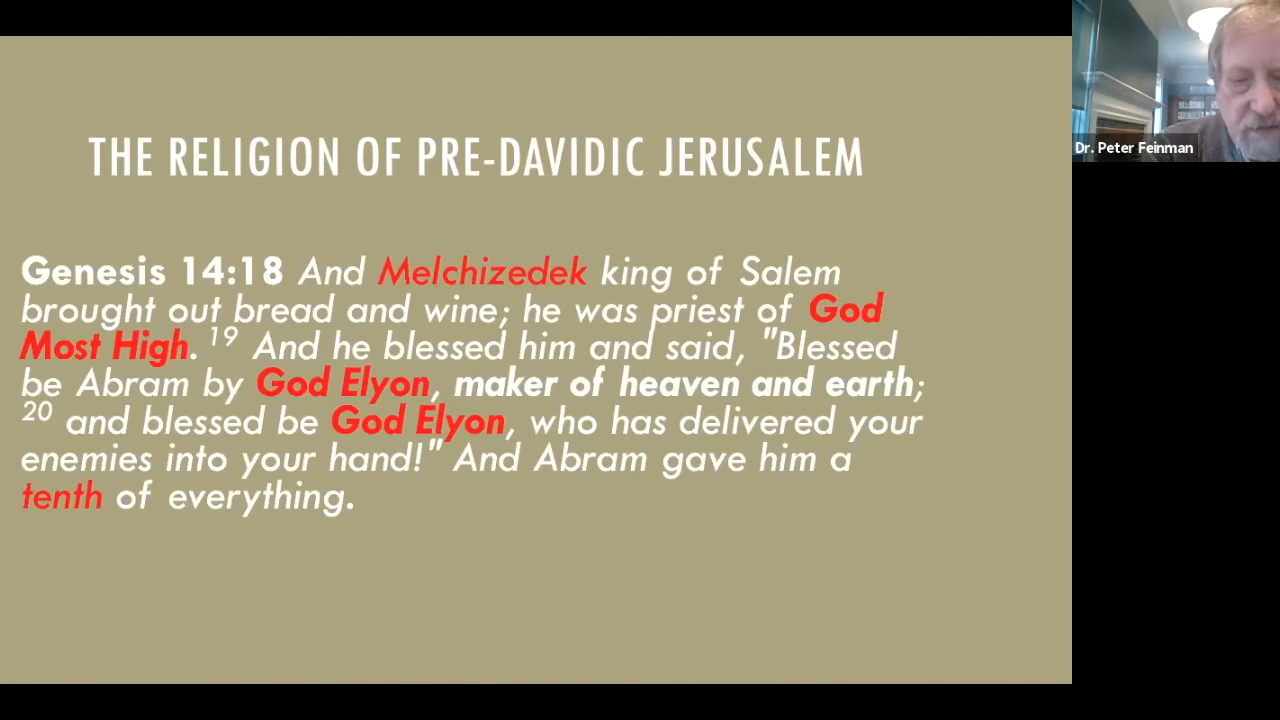 THE RELIGION OF PRE-DAVIDIC JERUSALEM
Genesis 14:18 And Melchizedek king of Salem
brought out bread and wine; he was priest of God
Most High. 19 And he blessed him and said, "Blessed
be Abram by God Elyon, maker of heaven and earth;
20 and blessed be God Elyon, who has delivered your
enemies into your hand!" And Abram gave him a
tenth of everything.
Dr. Peter Feinman